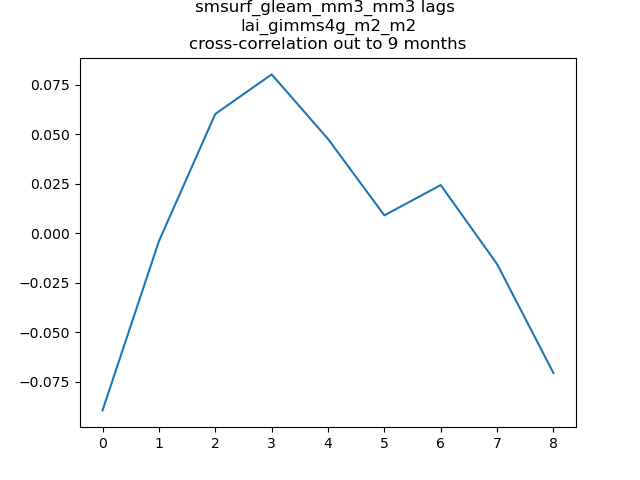 smsurf_gleam_mm3_mm3 lags
lai_gimms4g_m2_m2
cross-correlation out to 9 months
0.075
0.050
0.025
0.000
−0.025
−0.050
−0.075
0 1 2 3 4 5 6 7 8